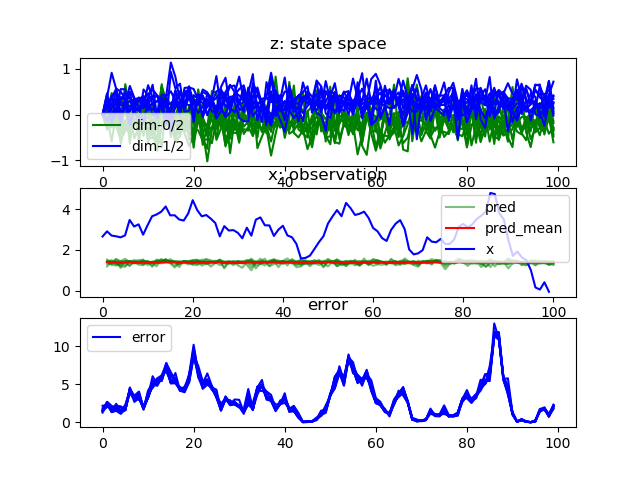 z: state space
1
0
−1
dim-0/2
dim-1/2
0 20 40 60 80 100
x: observation
4
2
0
pred
pred_mean
x
0 20 40 60 80 100
error
10
5
0
error
0 20 40 60 80 100